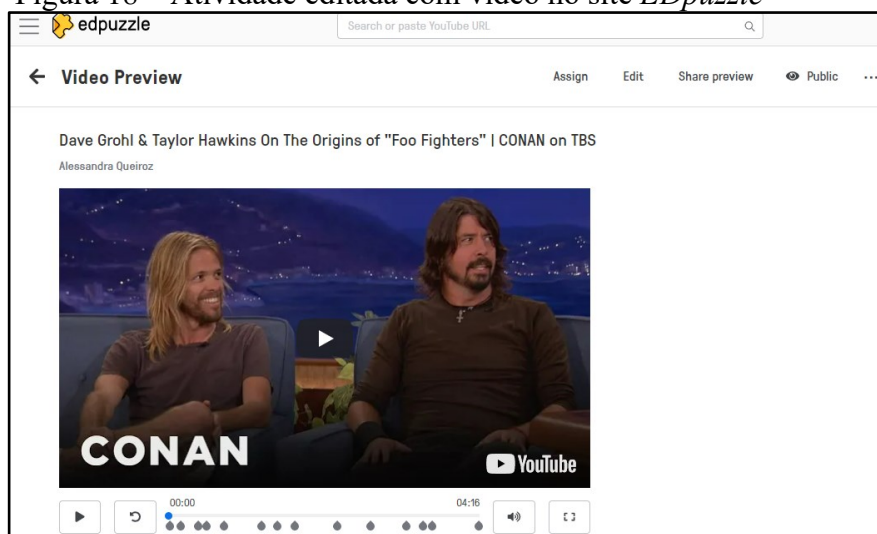 Figura 18 – Atividade editada com vídeo no site EDpuzzle
edpuzzle
Search or paste YouTube URL
Video Preview
Assign Edit Share preview Public ...
Dave Grohl & Taylor Hawkins On The Origins of "Foo Fighters" | CONAN on TBS
Alessandra Queiroz
CONAN
YouTube
00:00 04:16